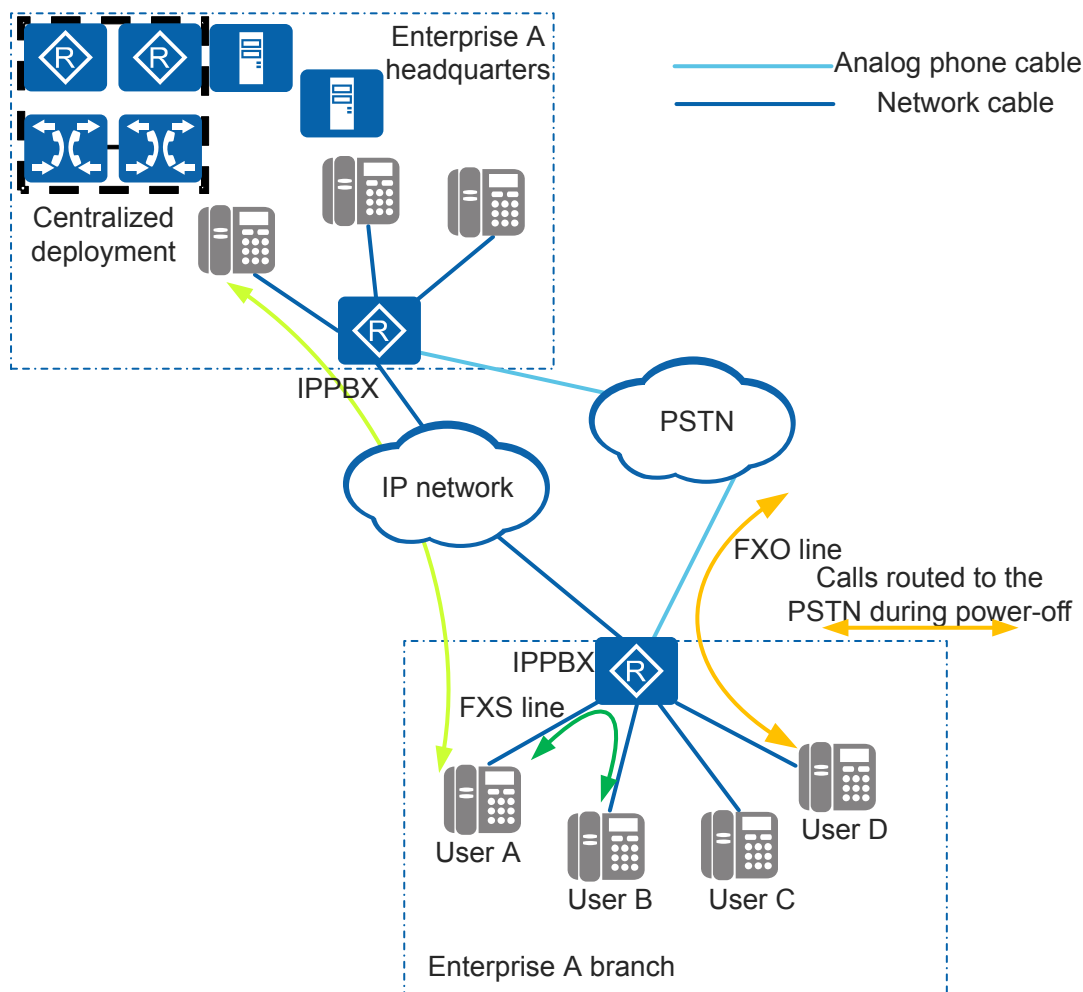 Enterprise A
headquarters
R
R
Analog phone cable
Network cable
Centralized
deployment
R
IPPBX
PSTN
IP network
FXO line
Calls routed to the
PSTN during power-off
IPPBX
R
FXS line
User A
User B
User C
User D
Enterprise A branch